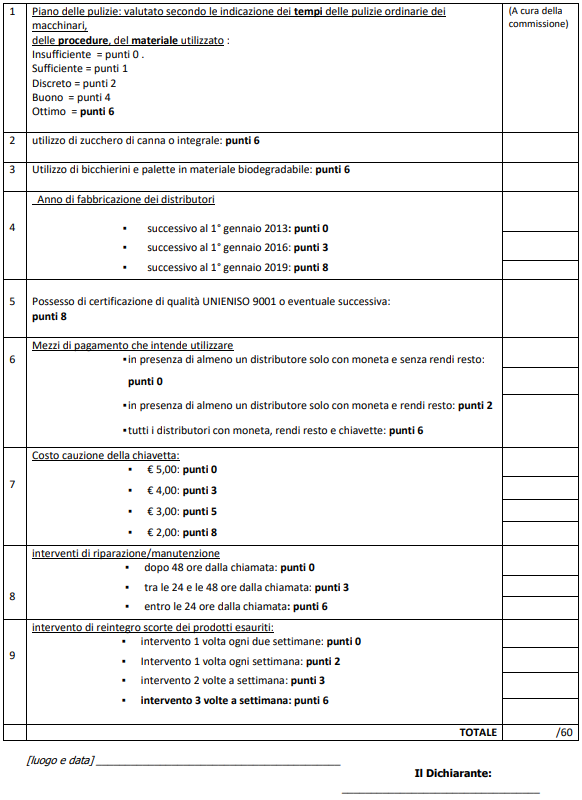 1 Piano delle pulizie: valutato secondo le indicazione dei tempi delle pulizie ordinarie dei (A cura della
macchinari, commissione)
delle procedure, del materiale utilizzato :
Insufficiente = punti 0 .
Sufficiente = punti 1
Discreto = punti 2
Buono = punti 4
Ottimo = punti 6
2 utilizzo di zucchero di canna o integrale: punti 6
3 Utilizzo di bicchierini e palette in materiale biodegradabile: punti 6
Anno di fabbricazione dei distributori
4 ▪ successivo al 1° gennaio 2013: punti 0
▪ successivo al 1° gennaio 2016: punti 3
▪ successivo al 1° gennaio 2019: punti 8
5 Possesso di certificazione di qualità UNIENISO 9001 o eventuale successiva:
punti 8
Mezzi di pagamento che intende utilizzare
6 ▪ in presenza di almeno un distributore solo con moneta e senza rendi resto:
punti 0
▪ in presenza di almeno un distributore solo con moneta e rendi resto: punti 2
▪ tutti i distributori con moneta, rendi resto e chiavette: punti 6
Costo cauzione della chiavetta:
▪ € 5,00: punti 0
7 ▪ € 4,00: punti 3
▪ € 3,00: punti 5
▪ € 2,00: punti 8
interventi di riparazione/manutenzione
▪ dopo 48 ore dalla chiamata: punti 0
▪ tra le 24 e le 48 ore dalla chiamata: punti 3
8 ▪ entro le 24 ore dalla chiamata: punti 6
intervento di reintegro scorte dei prodotti esauriti:
▪ intervento 1 volta ogni due settimane: punti 0
9 ▪ Intervento 1 volta ogni settimana: punti 2
▪ intervento 2 volte a settimana: punti 3
▪ intervento 3 volte a settimana: punti 6
TOTALE /60
[luogo e data] ______________________________________
Il Dichiarante:
______________________________